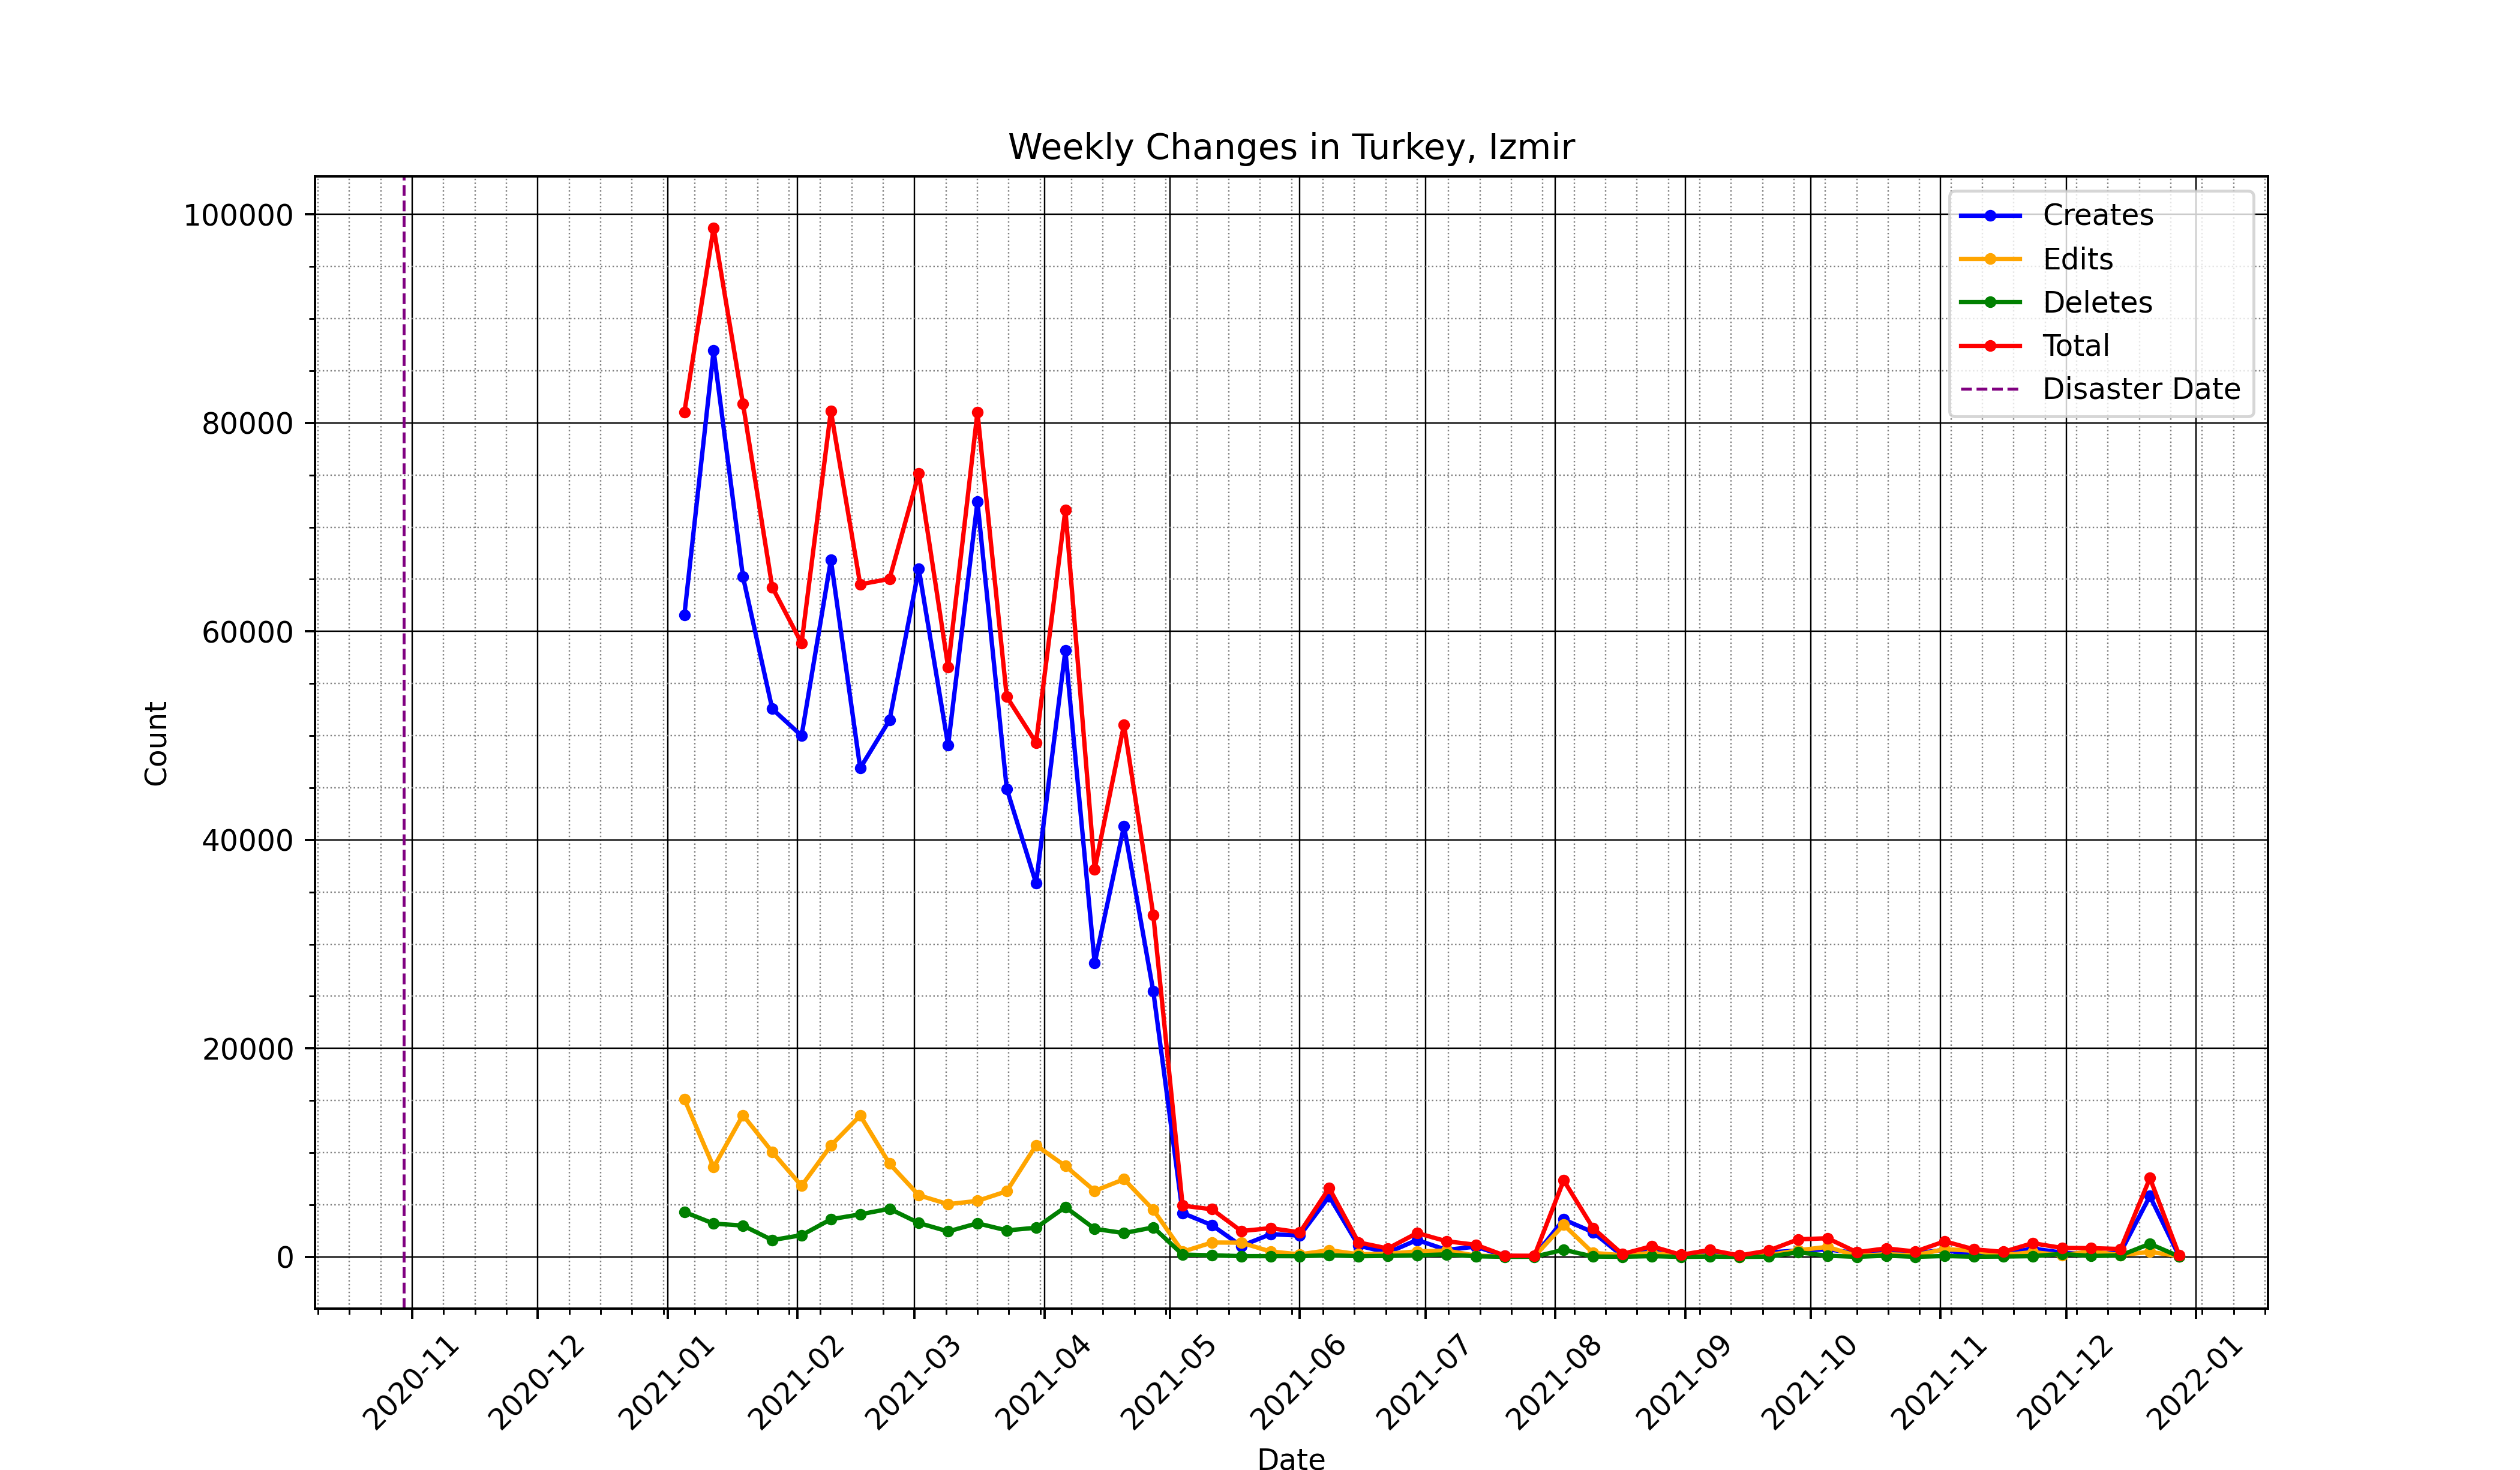 Weekly Changes in Turkey, Izmir
Creates
Edits
Deletes
Total
Disaster Date
100000
80000
60000
40000
20000
0
Count
2020-11
2020-12
2021-01
2021-02
2021-03
2021-04
2021-05
2021-06
2021-07
2021-08
2021-09
2021-10
2021-11
2021-12
2022-01
Date